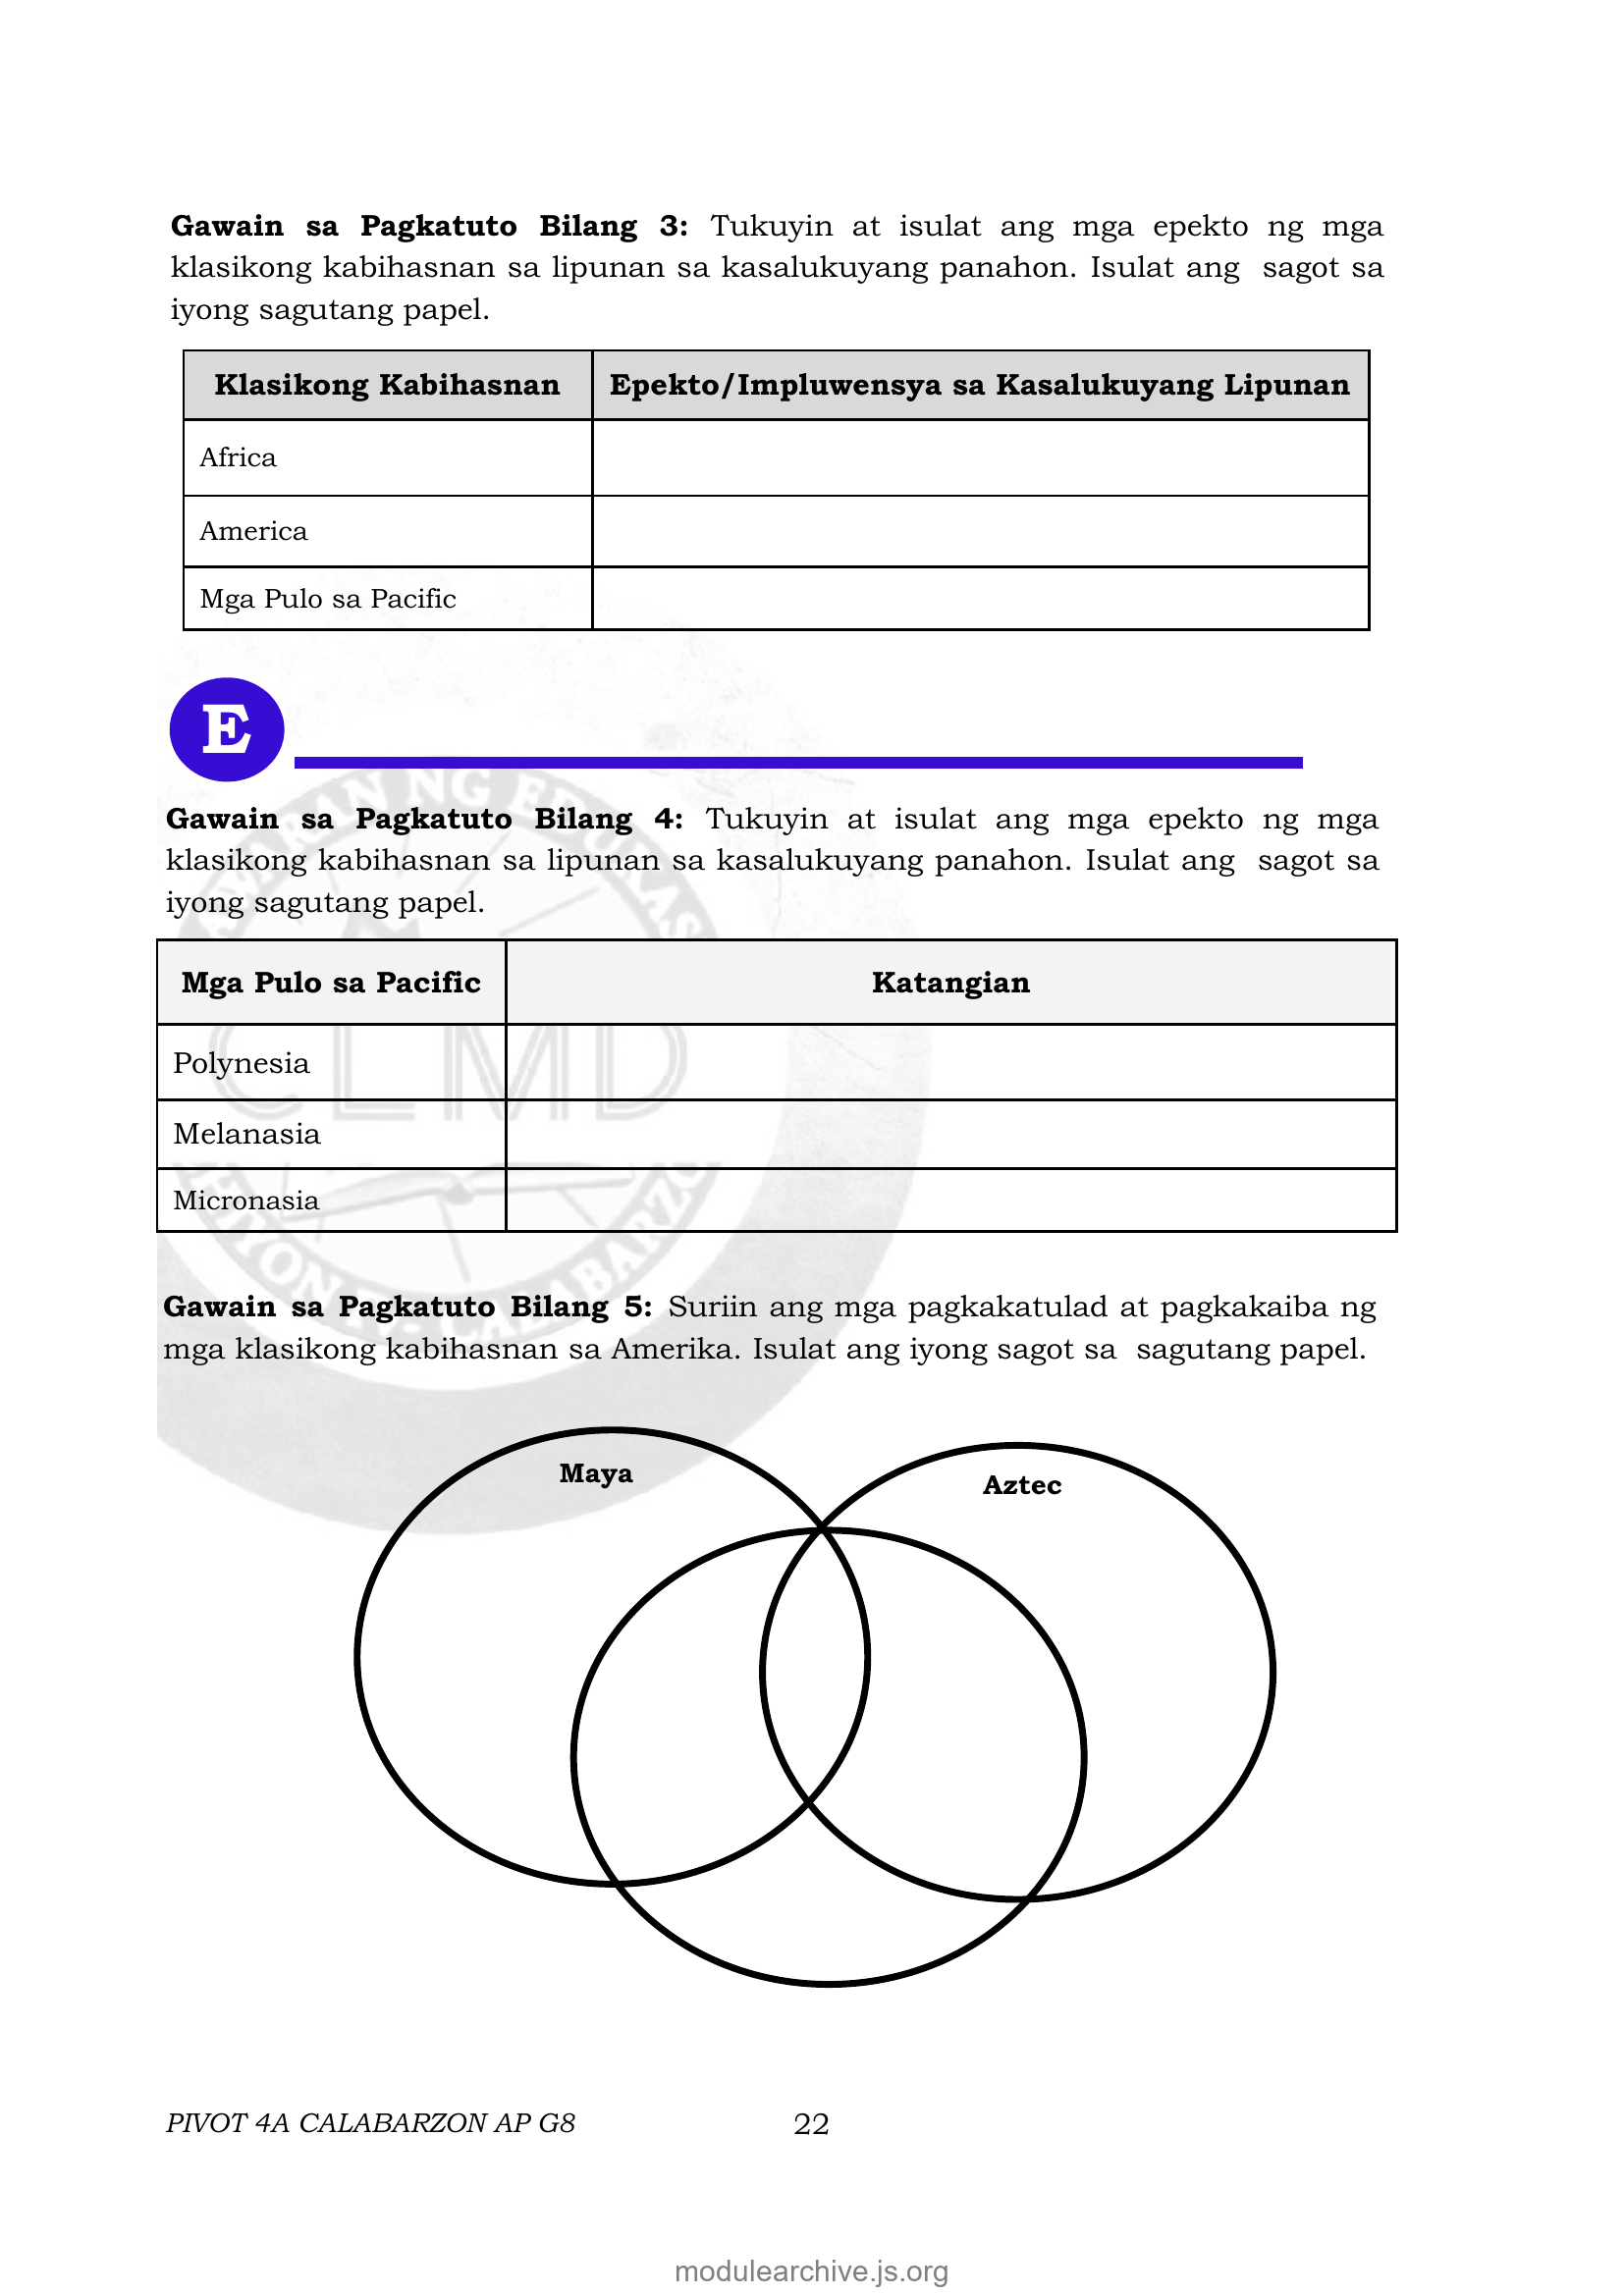 Gawain sa Pagkatuto Bilang 3: Tukuyin at isulat ang mga epekto ng mga
klasikong kabihasnan sa lipunan sa kasalukuyang panahon. Isulat ang sagot sa
iyong sagutang papel.
Klasikong Kabihasnan Epekto/Impluwensya sa Kasalukuyang Lipunan
Africa
America
Mga Pulo sa Pacific
E
Gawain sa Pagkatuto Bilang 4: Tukuyin at isulat ang mga epekto ng mga
klasikong kabihasnan sa lipunan sa kasalukuyang panahon. Isulat ang sagot sa
iyong sagutang papel.
Mga Pulo sa Pacific Katangian
Polynesia
CLMD
Melanasia
Micronasia
Gawain sa Pagkatuto Bilang 5: Suriin ang mga pagkakatulad at pagkakaiba ng
mga klasikong kabihasnan sa Amerika. Isulat ang iyong sagot sa sagutang papel.
Maya
Aztec
PIVOT 4A CALABARZON AP G8 22
modulearchive.js.org